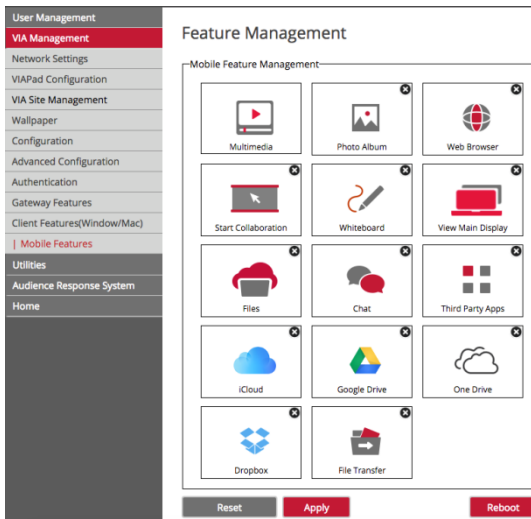 User Management
VIA Management
Network Settings
VIAPad Configuration
VIA Site Management
Wallpaper
Configuration
Advanced Configuration
Authentication
Gateway Features
Client Features(Window/Mac)
| Mobile Features
Utilities
Audience Response System
Home
Feature Management
Mobile Feature Management
Multimedia
Photo Album
Web Browser
Start Collaboration
Whiteboard
View Main Display
Files
Chat
Third Party Apps
iCloud
Google Drive
One Drive
Dropbox
File Transfer
Reset
Apply
Reboot